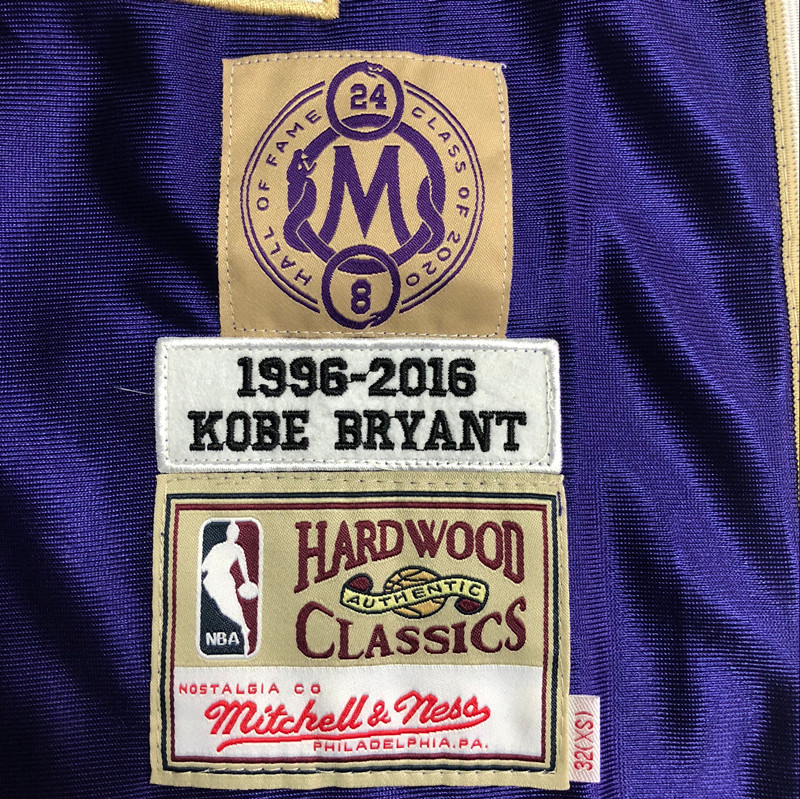 24
HALL OF FAME CLASS OF 2020
M
8
1996-2016
KOBE BRYANT
NBA
HARDWOOD
AUTHENTIC
CLASSICS
NOSTALGIA CO
Mitchell & Ness
PHILADELPHIA.PA.
32(XS)